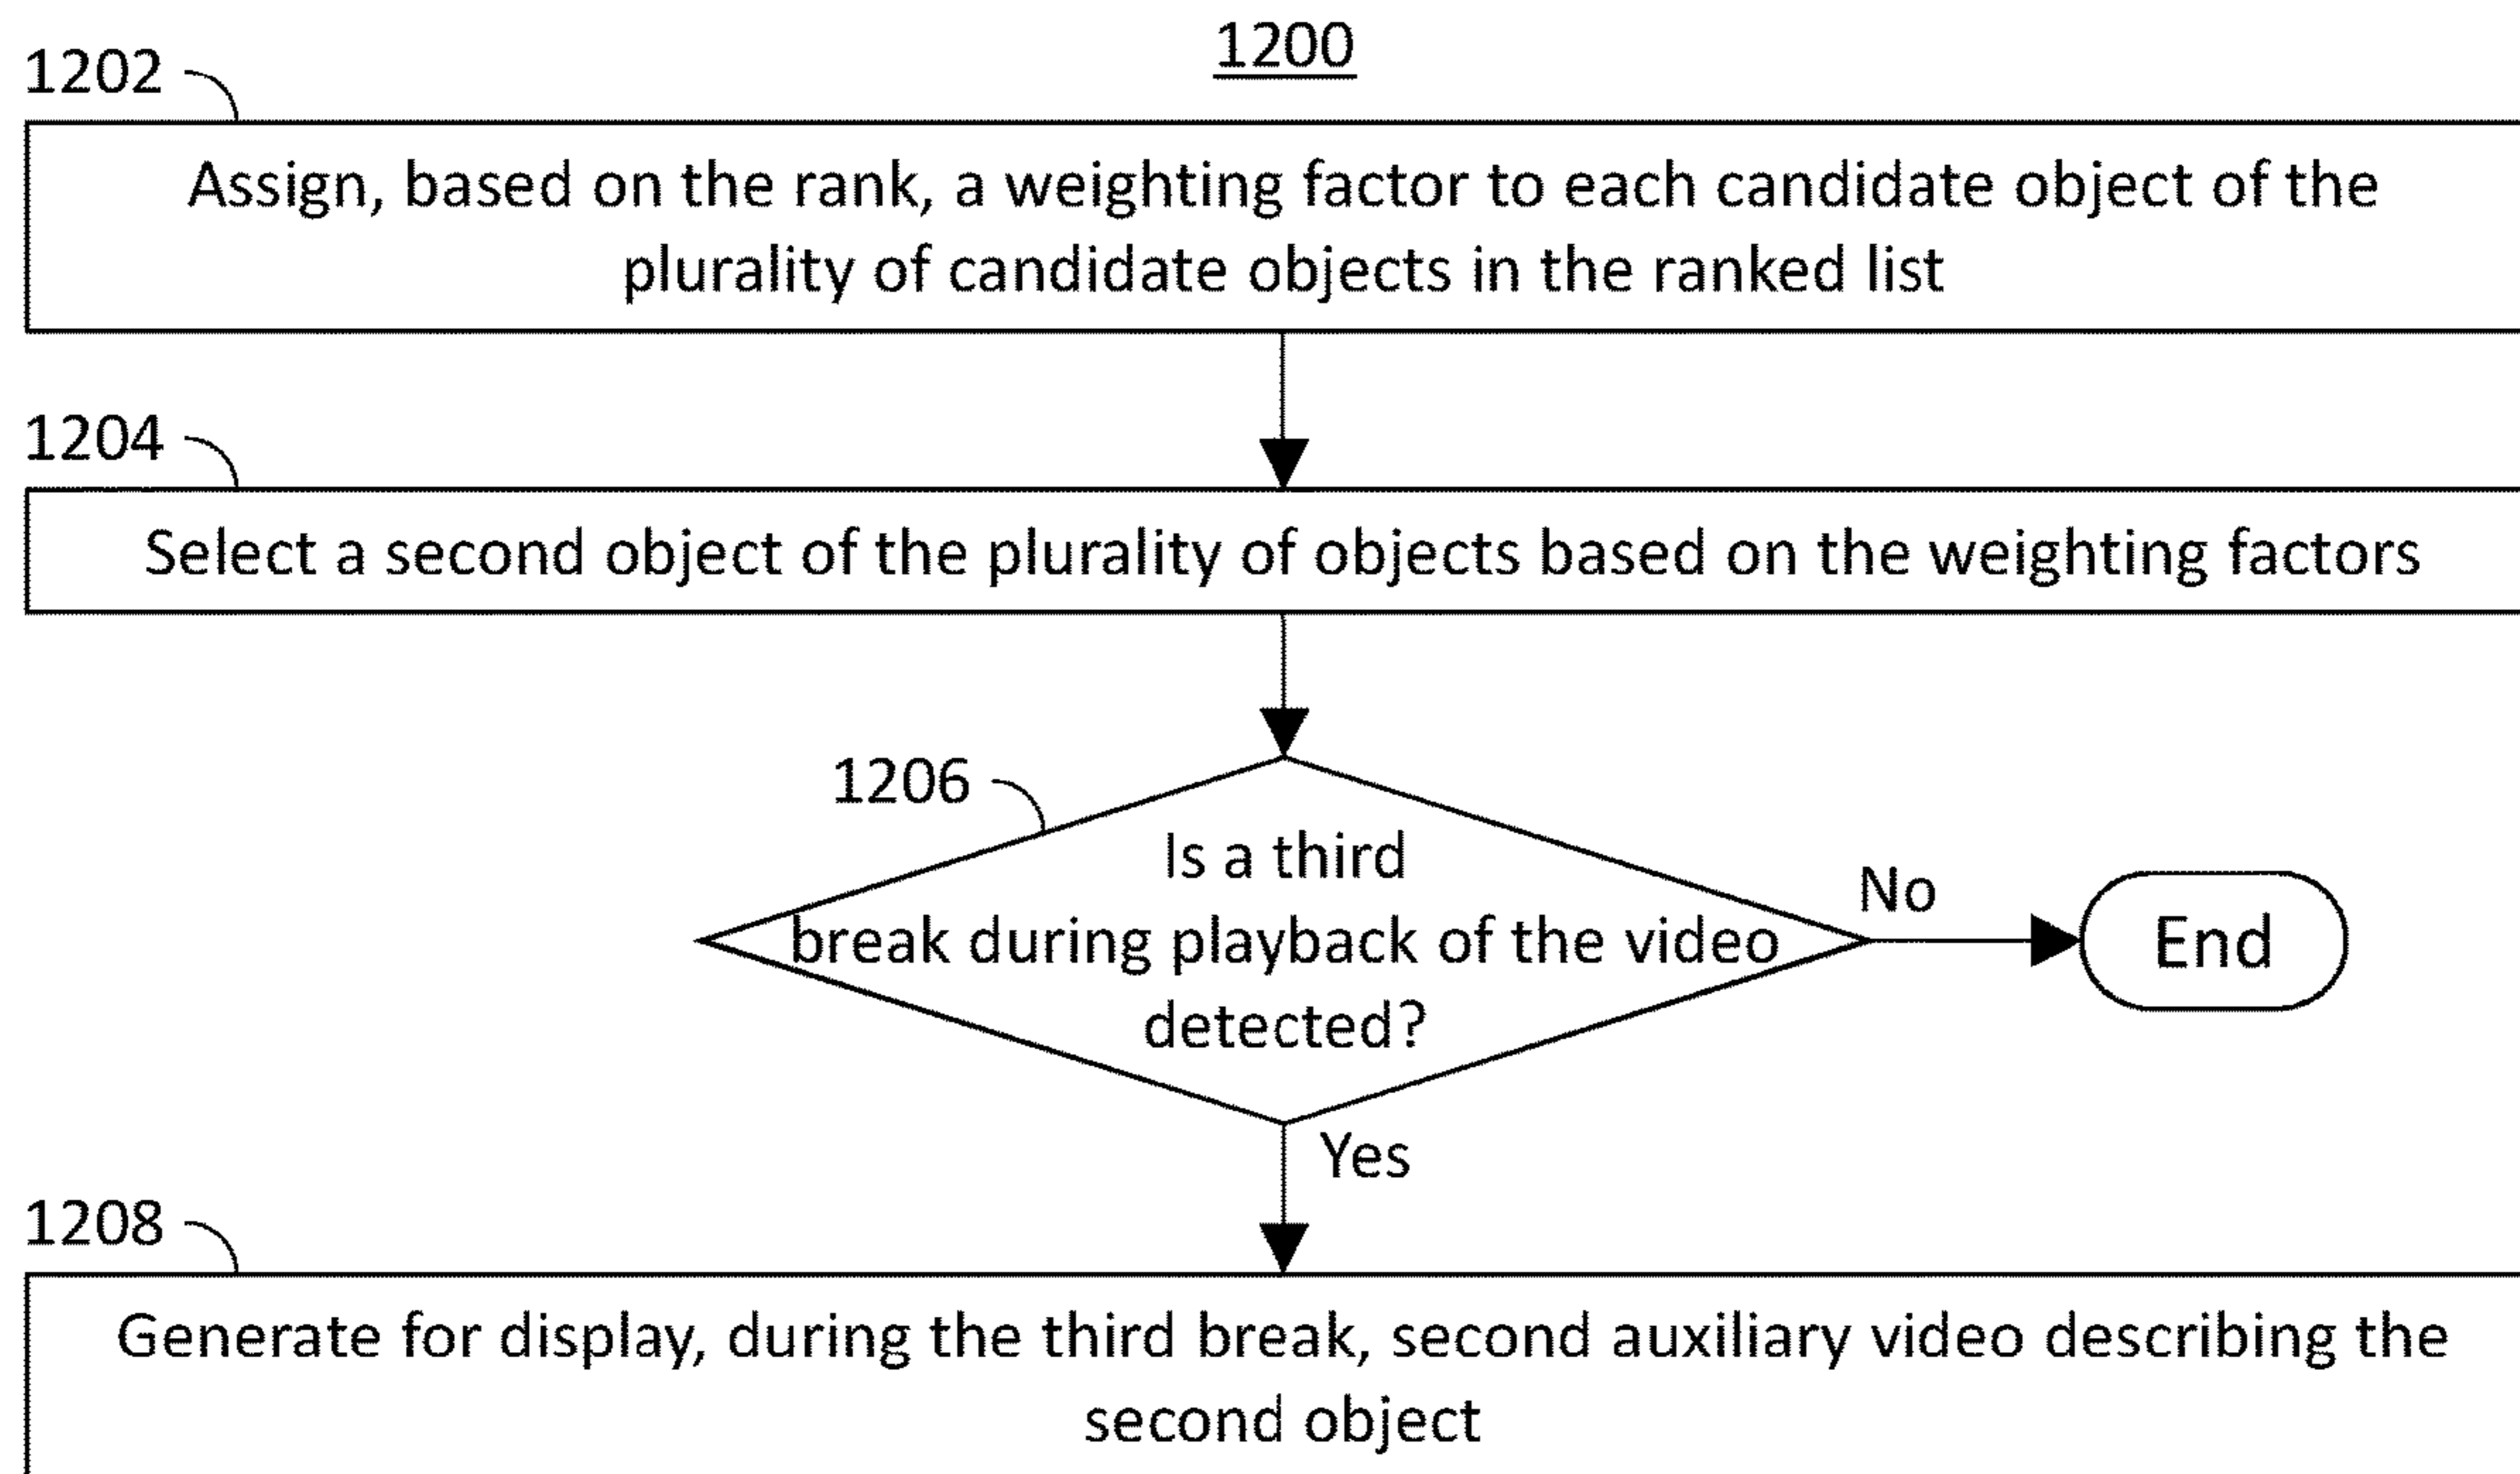 1200
1202
Assign, based on the rank, a weighting factor to each candidate object of the
plurality of candidate objects in the ranked list
1204
Select a second object of the plurality of objects based on the weighting factors
1206
Is a third
break during playback of the video
detected?
No
End
Yes
1208
Generate for display, during the third break, second auxiliary video describing the
second object